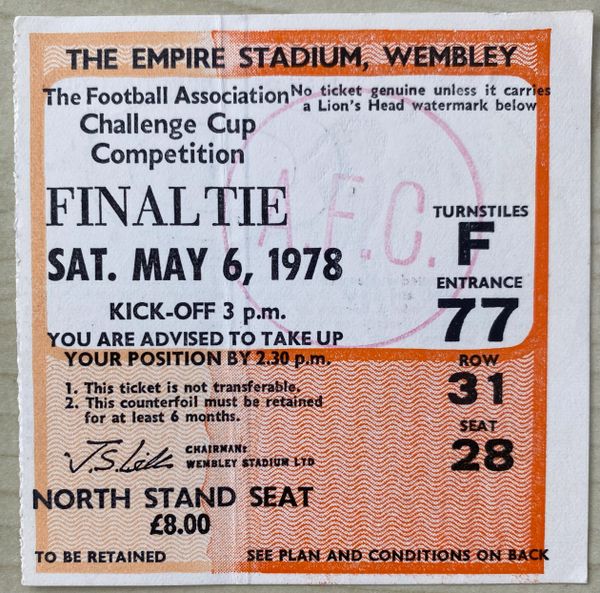 THE EMPIRE STADIUM, WEMBLEY
The Football Association
Challenge Cup
Competition
No ticket genuine unless it carries
a Lion's Head watermark below
FINAL TIE
A.F.C.
SAT. MAY 6, 1978
KICK-OFF 3 p.m.
YOU ARE ADVISED TO TAKE UP
YOUR POSITION BY 2.30 p.m.
TURNSTILES
F
ENTRANCE
77
ROW
31
SEAT
28
1. This ticket is not transferable.
2. This counterfoil must be retained
for at least 6 months.
CHAIRMAN:
WEMBLEY STADIUM LTD
NORTH STAND SEAT
£8.00
TO BE RETAINED
SEE PLAN AND CONDITIONS ON BACK